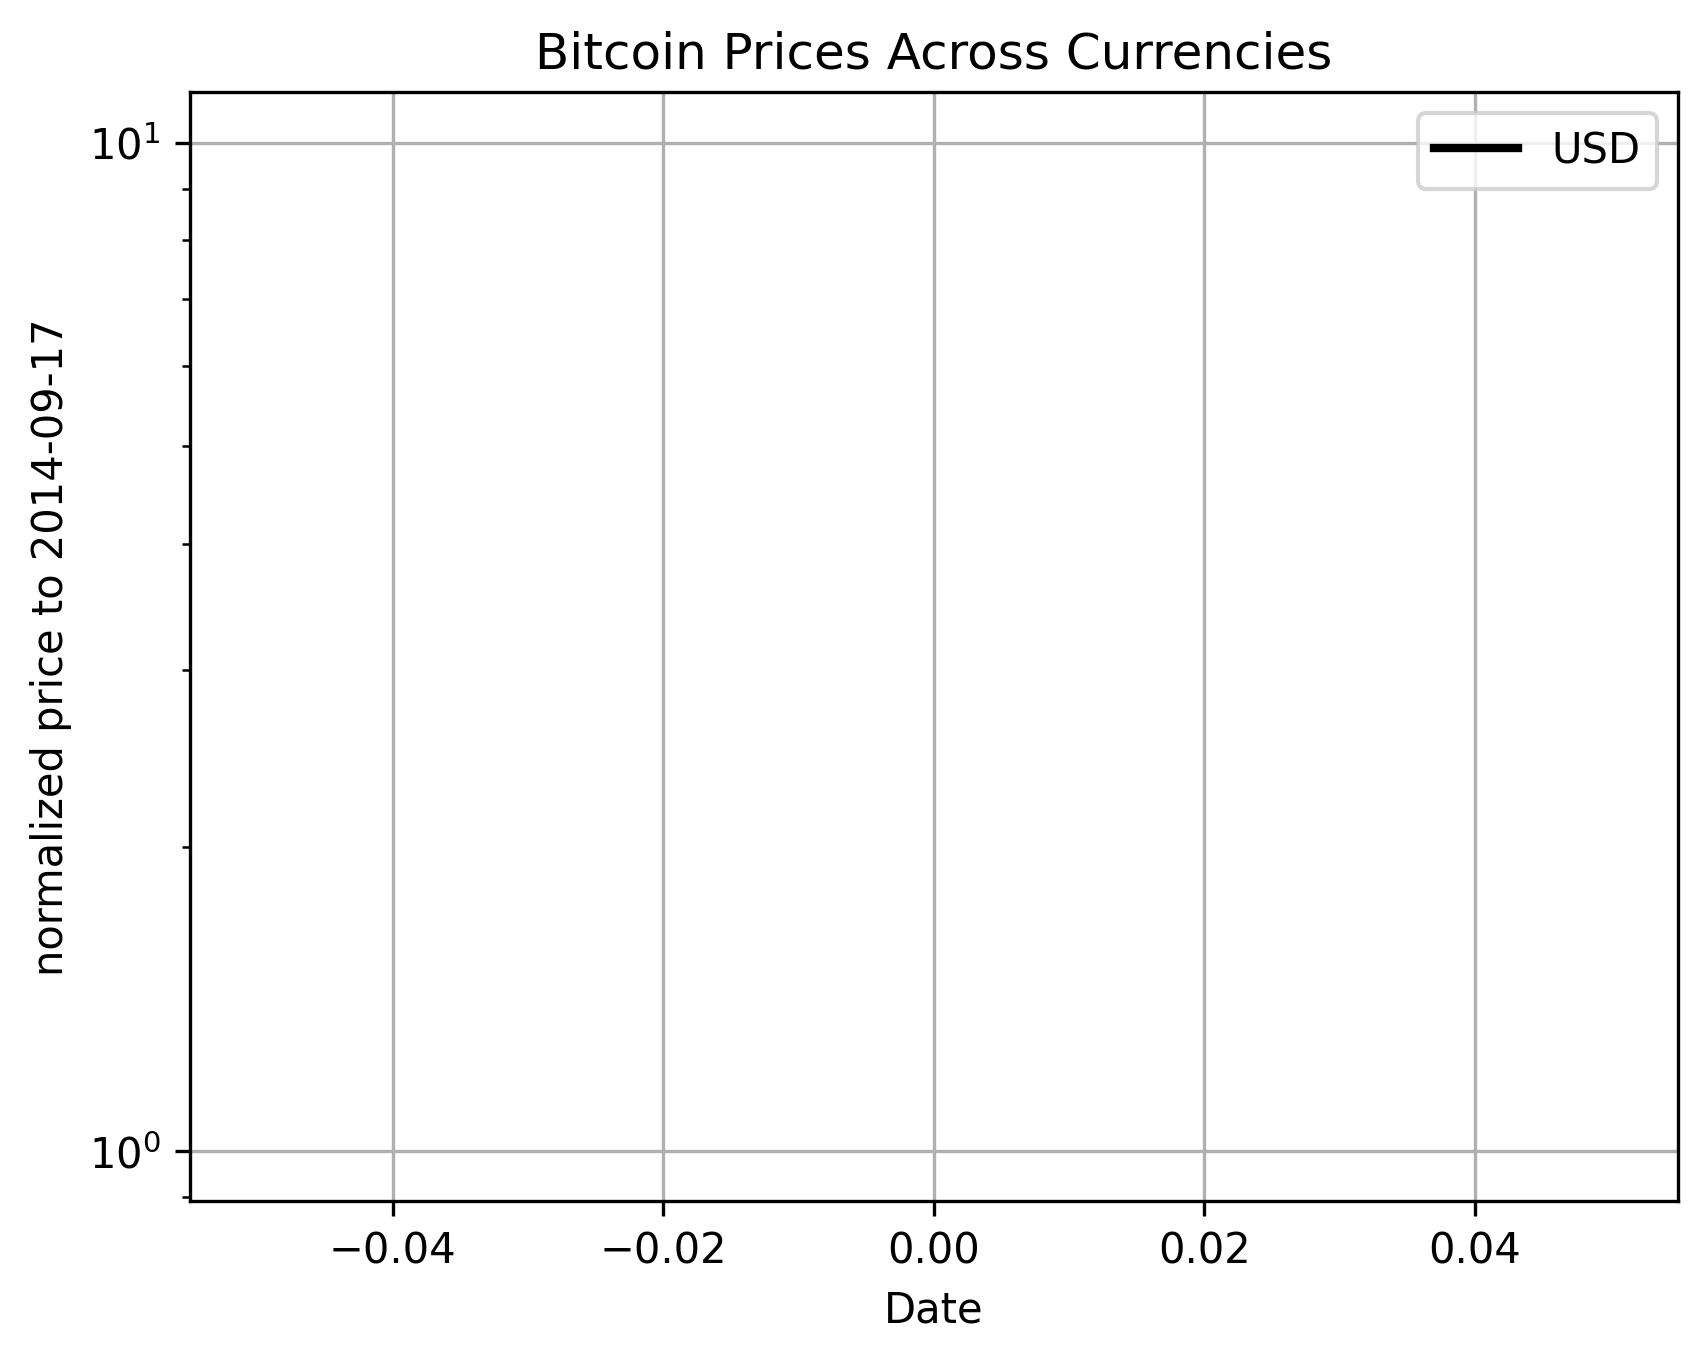 Bitcoin Prices Across Currencies
10¹
USD
normalized price to 2014-09-17
10⁰
−0.04
−0.02
0.00
0.02
0.04
Date